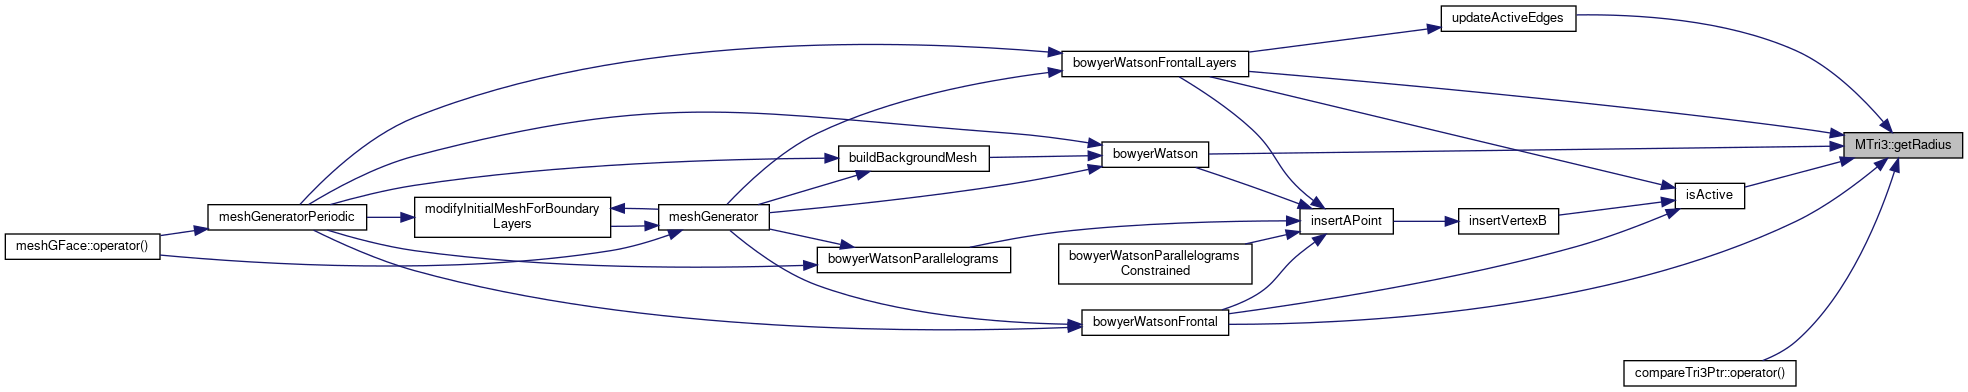 updateActiveEdges
bowyerWatsonFrontalLayers
MTri3::getRadius
bowyerWatson
buildBackgroundMesh
isActive
meshGeneratorPeriodic
modifyInitialMeshForBoundary
Layers
meshGenerator
insertAPoint
insertVertexB
meshGFace::operator()
bowyerWatsonParallelograms
bowyerWatsonParallelograms
Constrained
bowyerWatsonFrontal
compareTri3Ptr::operator()